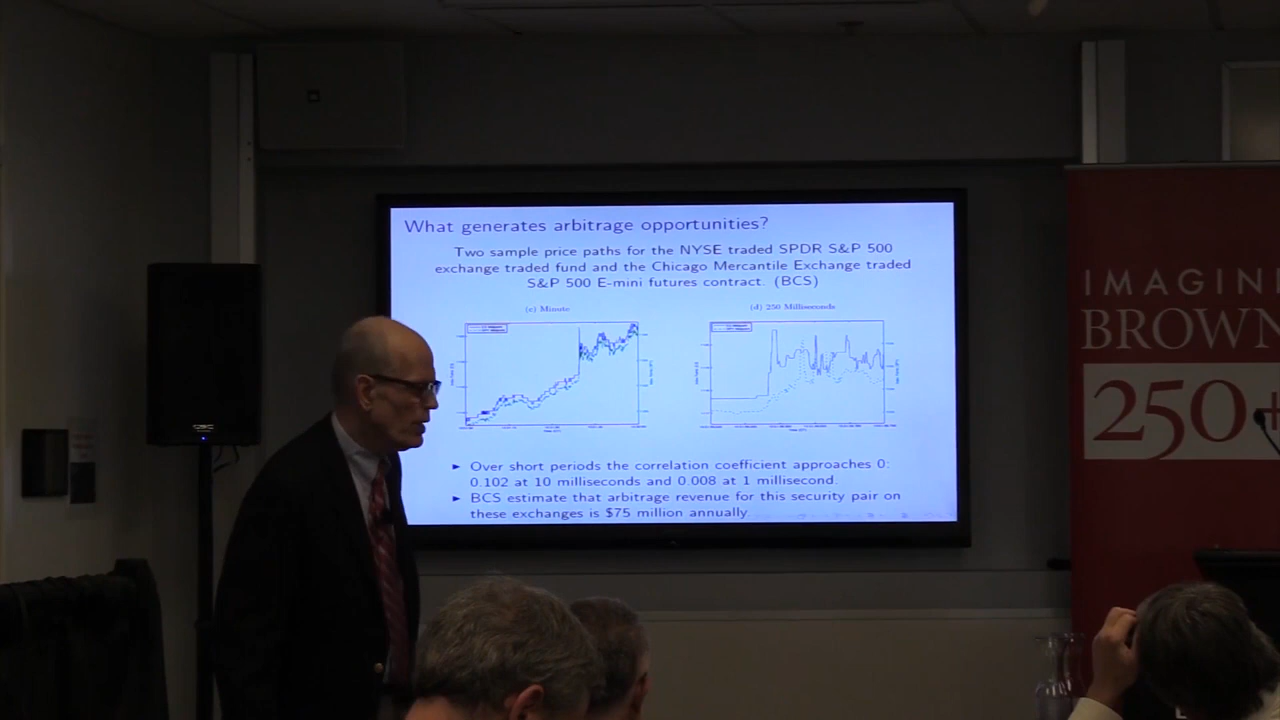 What generates arbitrage opportunities?
Two sample price paths for the NYSE traded SPDR S&P 500
exchange traded fund and the Chicago Mercantile Exchange traded
S&P 500 E-mini futures contract. (BCS)
(c) Minute
(d) 250 Milliseconds
► Over short periods the correlation coefficient approaches 0:
0.102 at 10 milliseconds and 0.008 at 1 millisecond.
► BCS estimate that arbitrage revenue for this security pair on
these exchanges is $75 million annually.
IMAGIN
BROWN
250+
QSC